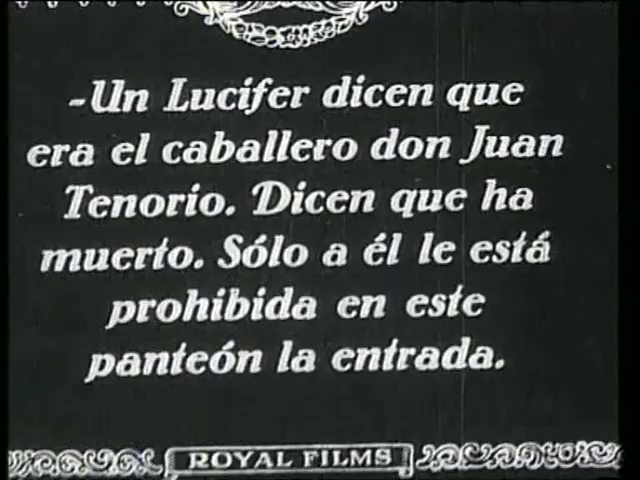 -Un Lucifer dicen que
era el caballero don Juan
Tenorio. Dicen que ha
muerto. Sólo a él le está
prohibida en este
panteón la entrada.
ROYAL FILMS